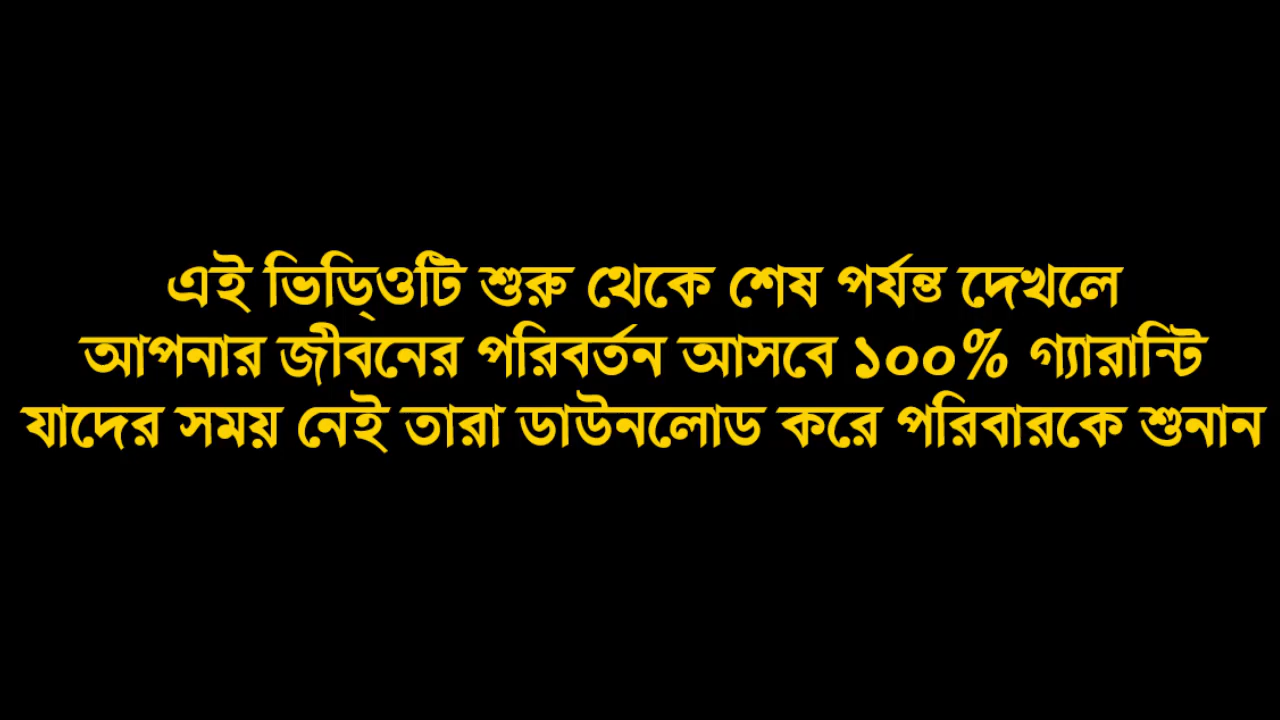 এই ভিডি্ওটি শুরু থেকে শেষ পর্যন্ত দেখলে
আপনার জীবনের পরিবর্তন আসবে ১০০% গ্যারান্টি
যাদের সময় নেই তারা ডাউনলোড করে পরিবারকে শুনান